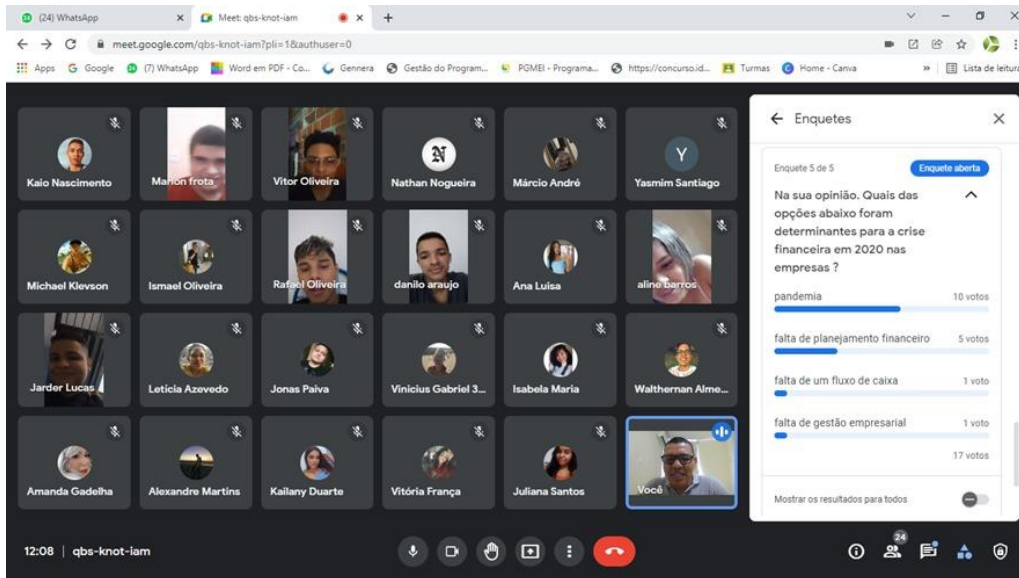 (24) WhatsApp
Meet: qbs-knot-iam
meet.google.com/qbs-knot-iam?pli=1&authuser=0
Apps
Google
(7) WhatsApp
Word em PDF - Co...
Gennera
Gestão do Program...
PGMEI - Programa...
https://concurso.id...
Turmas
Home - Canva
»
Lista de leitura
Kaio Nascimento
Marlon frota
Vitor Oliveira
Nathan Nogueira
Márcio André
Y
Yasmim Santiago
Michael Klevson
Ismael Oliveira
Rafael Oliveira
danilo araujo
Ana Luisa
aline barros
Jarder Lucas
Leticia Azevedo
Jonas Paiva
Vinicius Gabriel 3...
Isabela Maria
Walthernan Alme...
Amanda Gadelha
Alexandre Martins
Kailany Duarte
Vitória França
Juliana Santos
Você
Enquetes
Enquete 5 de 5
Enquete aberta
Na sua opinião. Quais das
opções abaixo foram
determinantes para a crise
financeira em 2020 nas
empresas ?
pandemia 10 votos
falta de planejamento financeiro 5 votos
falta de um fluxo de caixa 1 voto
falta de gestão empresarial 1 voto
17 votos
Mostrar os resultados para todos
12:08 | qbs-knot-iam
24